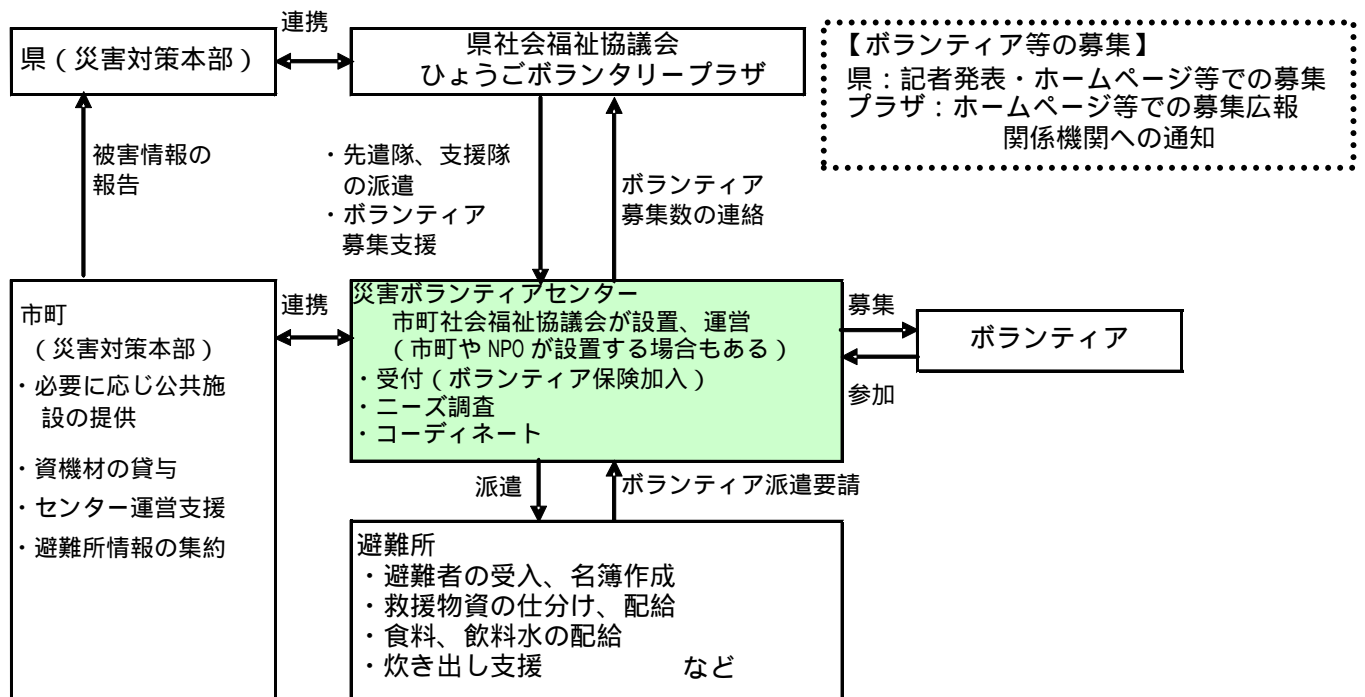 連携
県（災害対策本部）
県社会福祉協議会
ひょうごボランタリープラザ
【ボランティア等の募集】
県：記者発表・ホームページ等での募集
プラザ：ホームページ等での募集広報
関係機関への通知
被害情報の
報告
・先遣隊、支援隊
の派遣
・ボランティア
募集支援
ボランティア
募集数の連絡
市町
（災害対策本部）
・必要に応じ公共施
設の提供
・資機材の貸与
・センター運営支援
・避難所情報の集約
連携
災害ボランティアセンター
市町社会福祉協議会が設置、運営
（市町や NPO が設置する場合もある）
・受付（ボランティア保険加入）
・ニーズ調査
・コーディネート
募集
ボランティア
参加
派遣
ボランティア派遣要請
避難所
・避難者の受入、名簿作成
・救援物資の仕分け、配給
・食料、飲料水の配給
・炊き出し支援　　　　など